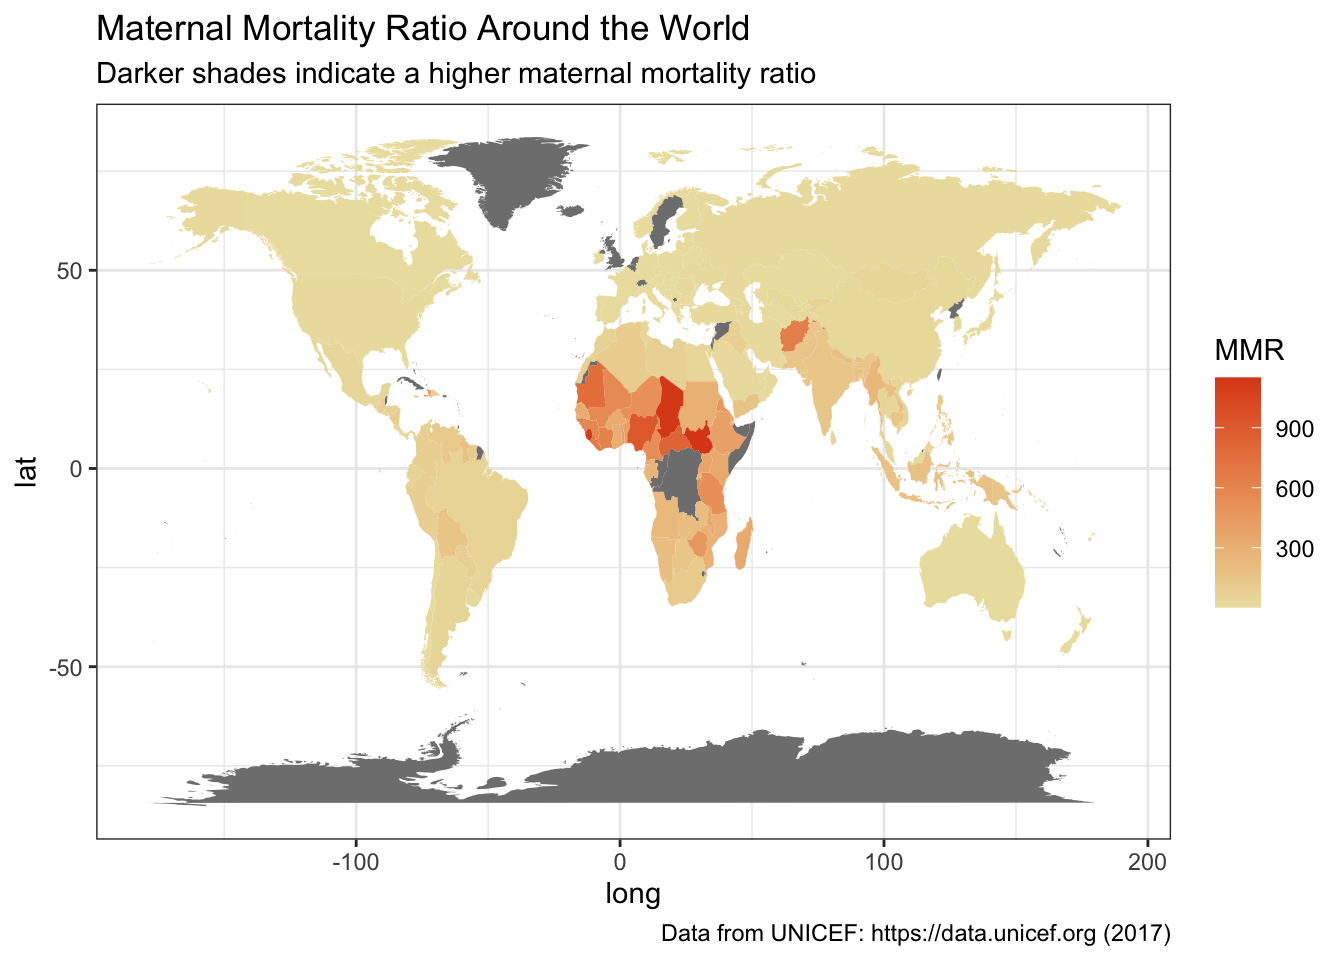 Maternal Mortality Ratio Around the World
Darker shades indicate a higher maternal mortality ratio
lat
50
0
-50
-100
0
100
200
long
MMR
900
600
300
Data from UNICEF: https://data.unicef.org (2017)